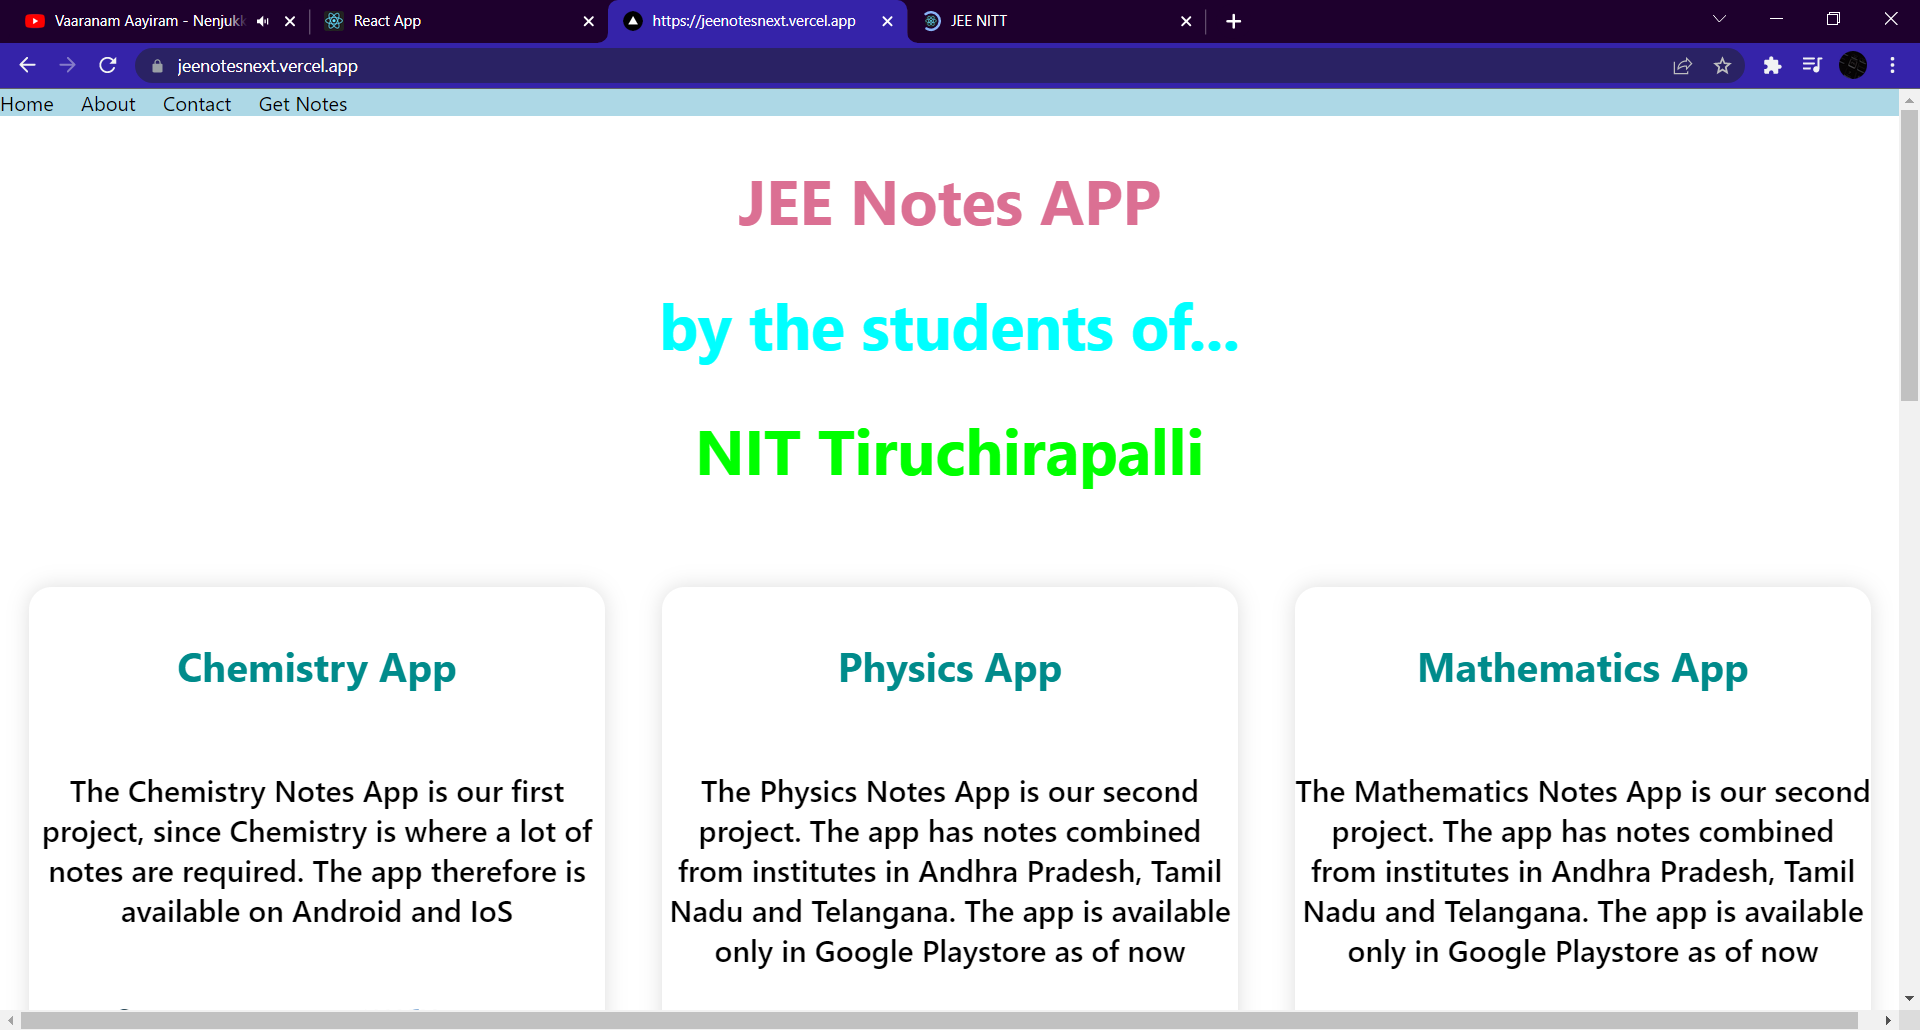 Vaaranam Aayiram - Nenjukk
React App
https://jeenotesnext.vercel.app
JEE NITT
jeenotesnext.vercel.app
Home About Contact Get Notes
JEE Notes APP
by the students of...
NIT Tiruchirapalli
Chemistry App
The Chemistry Notes App is our first
project, since Chemistry is where a lot of
notes are required. The app therefore is
available on Android and IoS
Physics App
The Physics Notes App is our second
project. The app has notes combined
from institutes in Andhra Pradesh, Tamil
Nadu and Telangana. The app is available
only in Google Playstore as of now
Mathematics App
The Mathematics Notes App is our second
project. The app has notes combined
from institutes in Andhra Pradesh, Tamil
Nadu and Telangana. The app is available
only in Google Playstore as of now